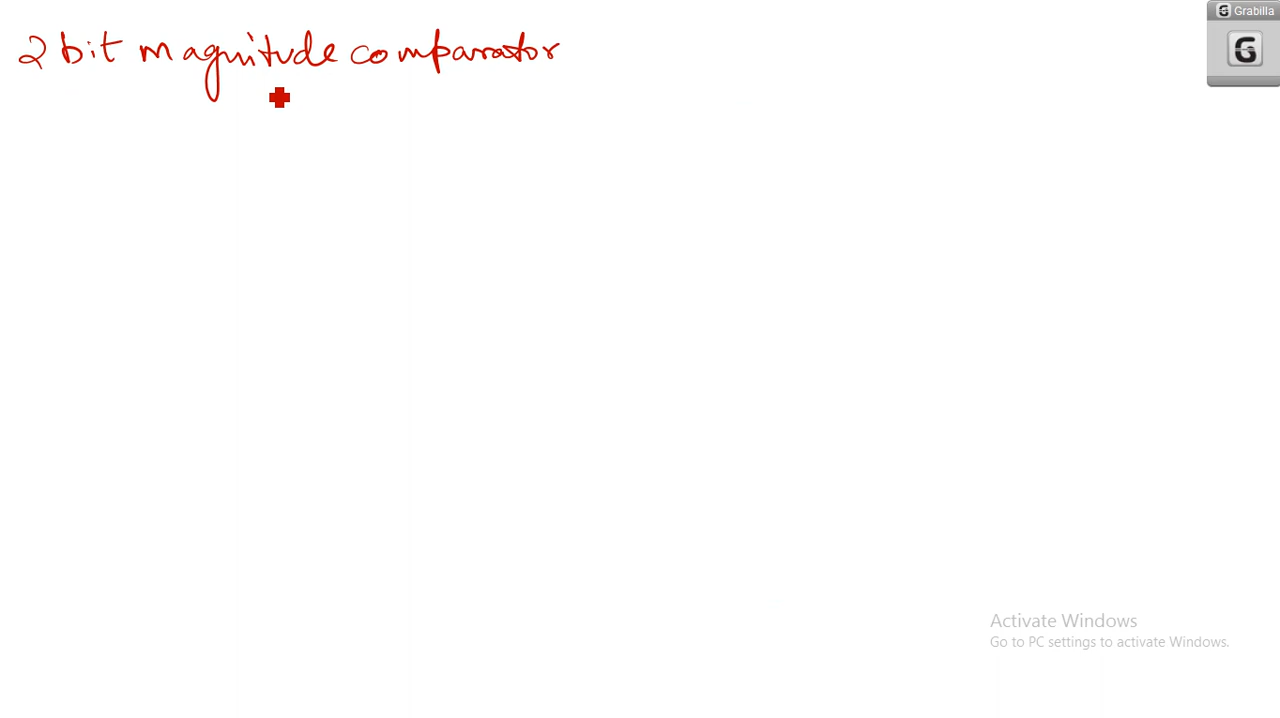 2 bit magnitude comparator
Grabilla
Activate Windows
Go to PC settings to activate Windows.